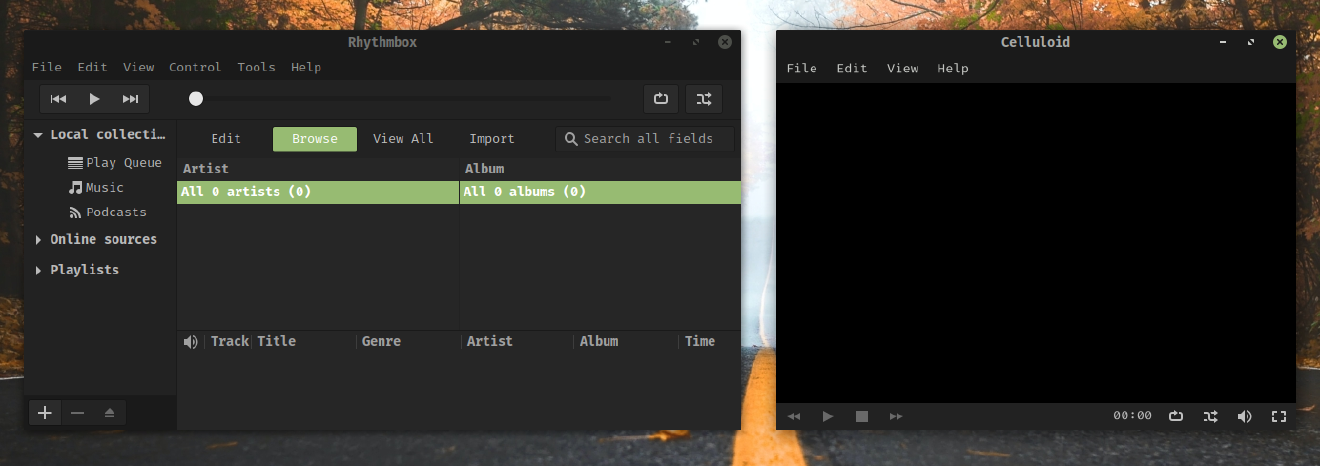 Rhythmbox
File Edit View Control Tools Help
Local collecti…
Play Queue
Music
Podcasts
Online sources
Playlists
Edit Browse View All Import Search all fields
Artist Album
All 0 artists (0) All 0 albums (0)
Track Title Genre Artist Album Time
Celluloid
File Edit View Help
00:00